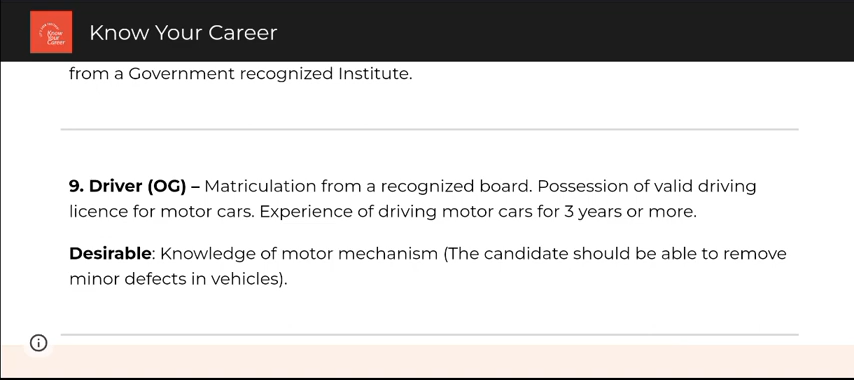 Know Your Career
from a Government recognized Institute.
9. Driver (OG) – Matriculation from a recognized board. Possession of valid driving
licence for motor cars. Experience of driving motor cars for 3 years or more.
Desirable: Knowledge of motor mechanism (The candidate should be able to remove
minor defects in vehicles).